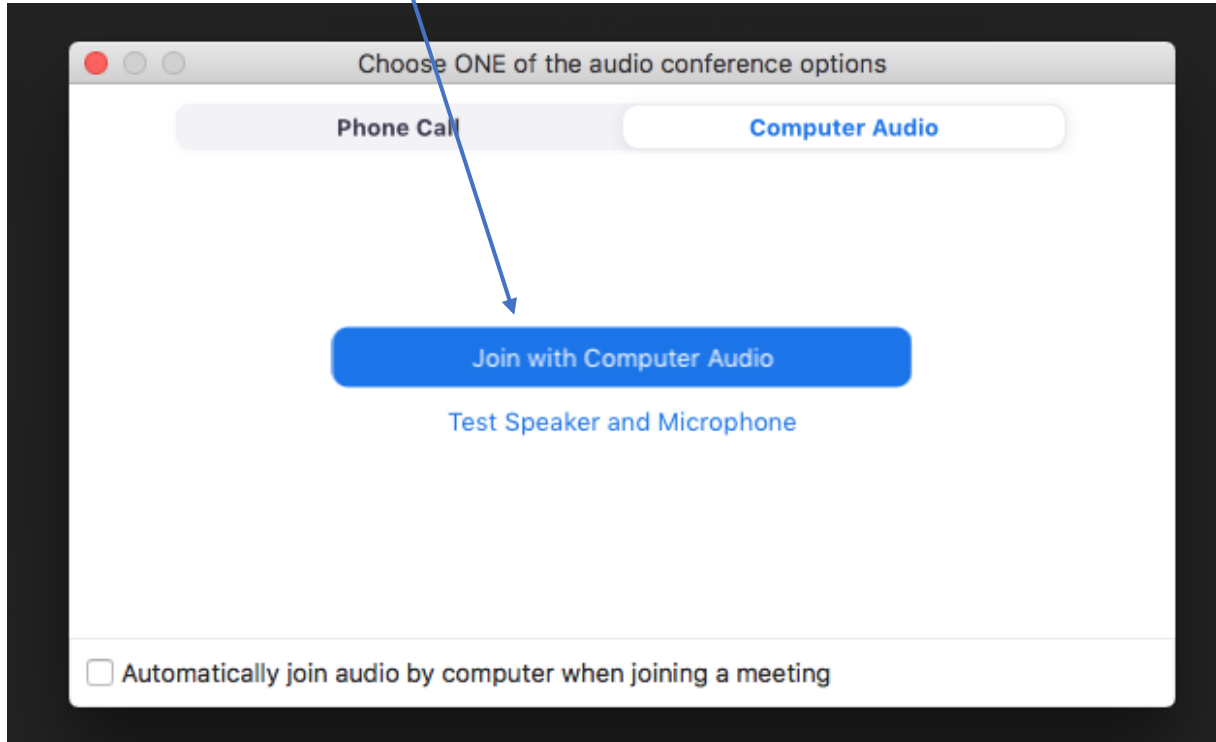 Choose ONE of the audio conference options
Phone Call Computer Audio
Join with Computer Audio
Test Speaker and Microphone
Automatically join audio by computer when joining a meeting